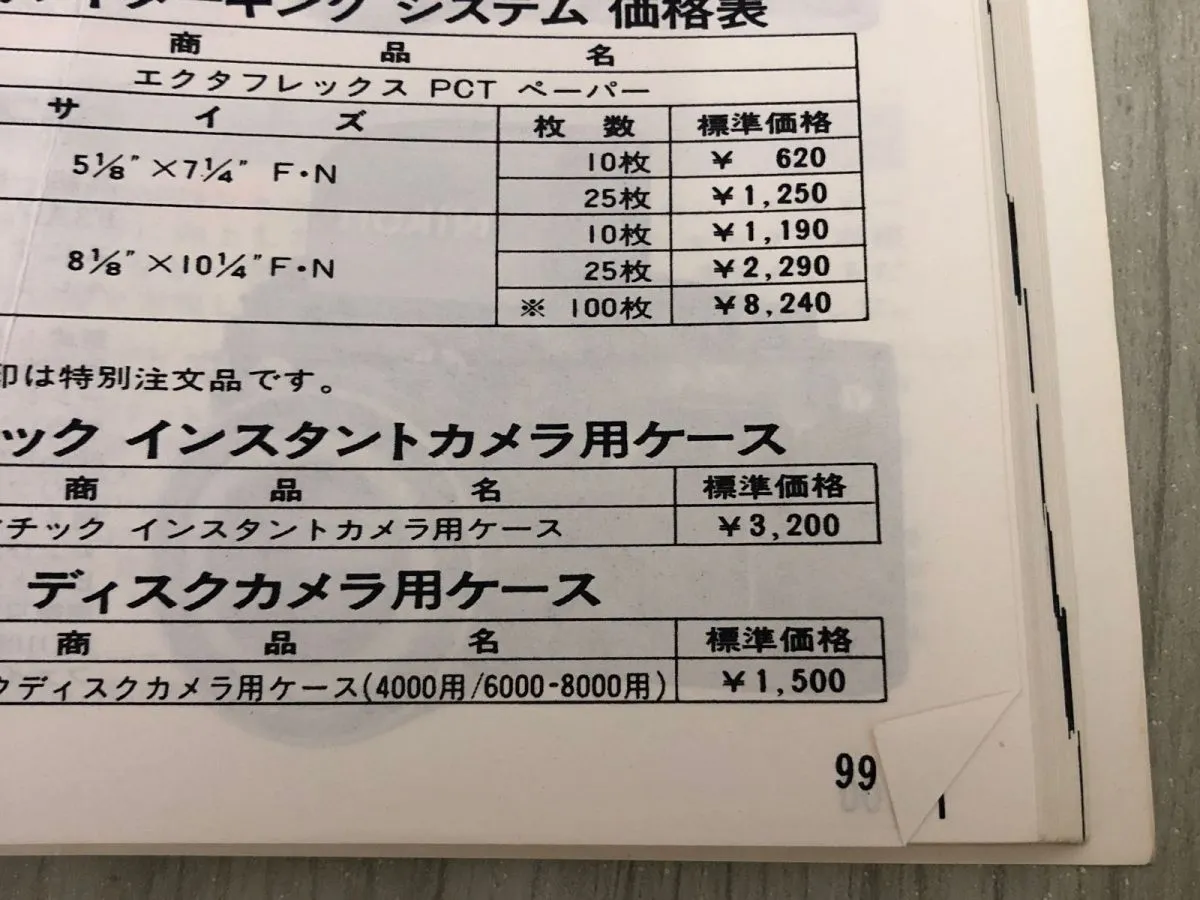 システム 価格表
商品名
エクタフレックス PCT ペーパー
サイズ 枚数 標準価格
5⅛″×7¼″ F・N 10枚 ¥ 620
25枚 ¥1,250
8⅛″×10¼″ F・N 10枚 ¥1,190
25枚 ¥2,290
※ 100枚 ¥8,240
印は特別注文品です。
ック インスタントカメラ用ケース
商品名 標準価格
チック インスタントカメラ用ケース ¥3,200
ディスクカメラ用ケース
商品名 標準価格
クディスクカメラ用ケース(4000用/6000-8000用) ¥1,500
99